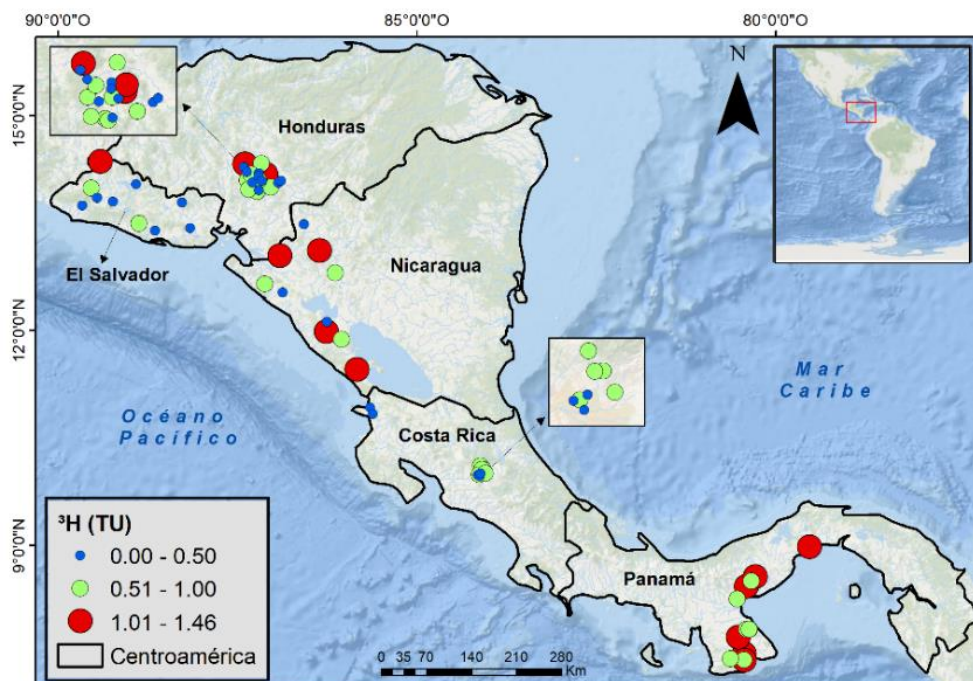 90°0'0"O 85°0'0"O 80°0'0"O
15°0'0"N
12°0'0"N
9°0'0"N
N
Honduras
El Salvador
Nicaragua
Mar
Caribe
Océano
Pacífico
Costa Rica
Panamá
³H (TU)
0.00 - 0.50
0.51 - 1.00
1.01 - 1.46
Centroamérica
0 35 70 140 210 280
KM